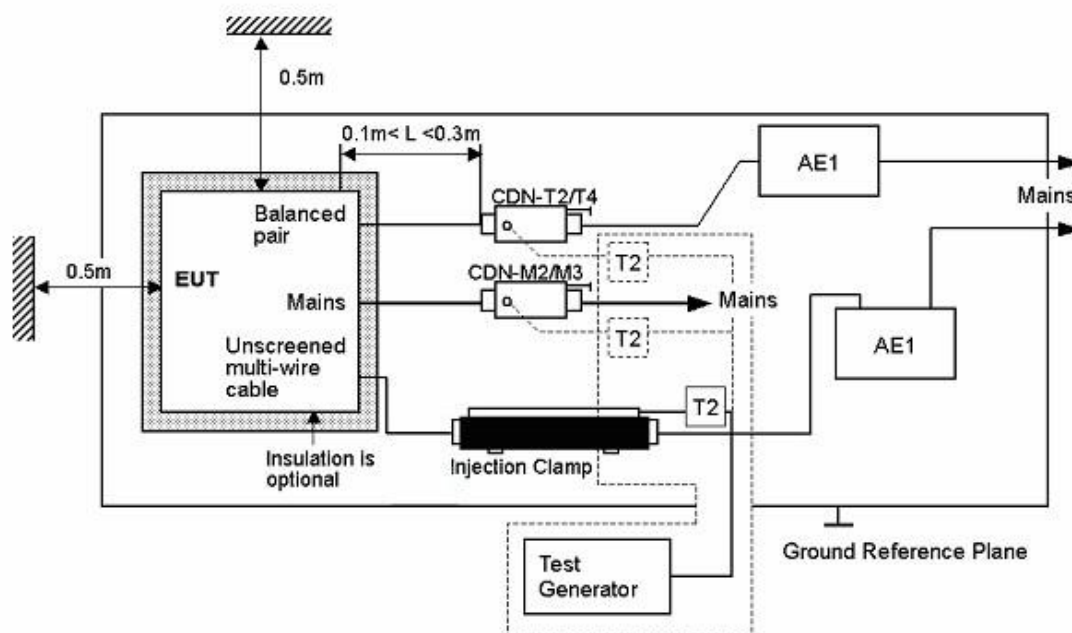 0.5m
0.1m< L <0.3m
AE1
Mains
CDN-T2/T4
Balanced
pair
T2
0.5m
EUT
CDN-M2/M3
Mains
Mains
T2
AE1
Unscreened
multi-wire
cable
T2
Insulation is
optional
Injection Clamp
Ground Reference Plane
Test
Generator